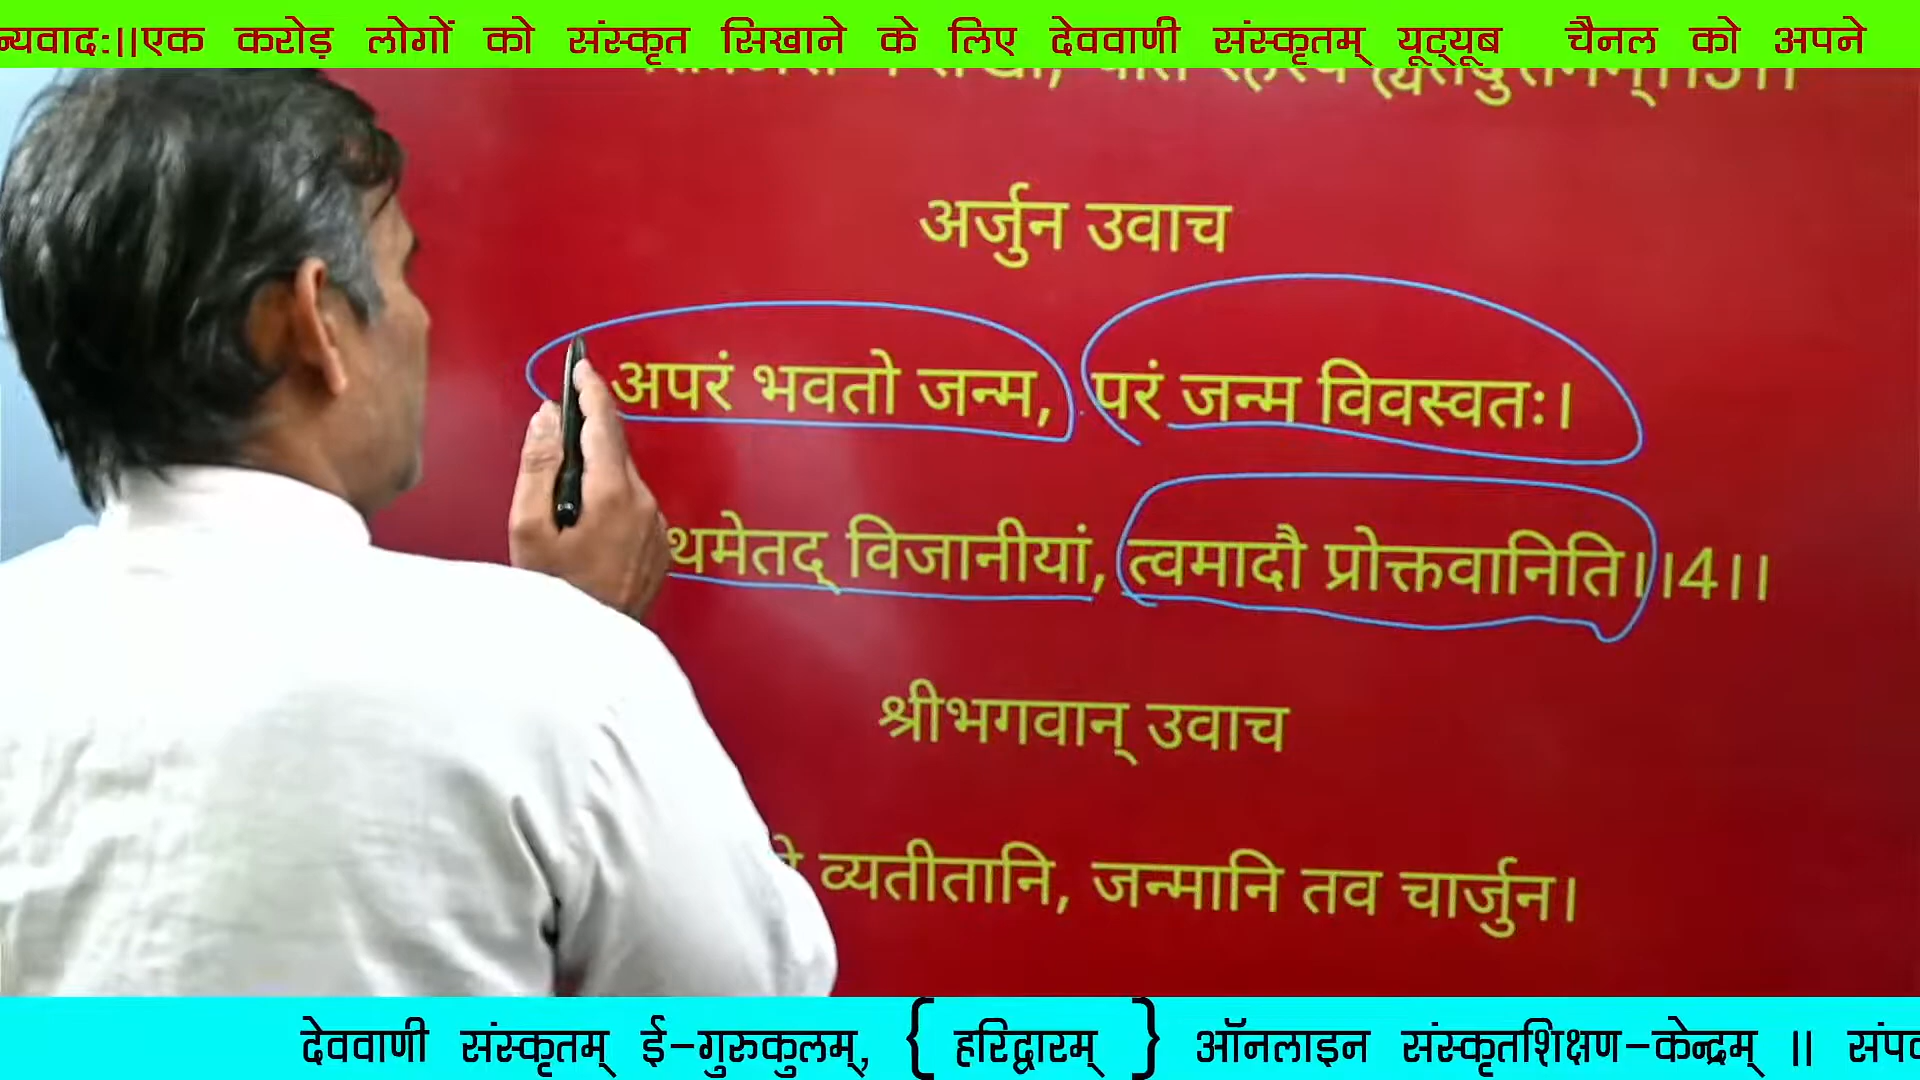 न्यवादः||एक करोड़ लोगों को संस्कृत सिखाने के लिए देववाणी संस्कृतम् यूट्यूब चैनल को अपने
अर्जुन उवाच
अपरं भवतो जन्म, परं जन्म विवस्वतः।
थमेतद् विजानीयां, त्वमादौ प्रोक्तवानिति।।4।।
श्रीभगवान् उवाच
व्यतीतानि, जन्मानि तव चार्जुन।
देववाणी संस्कृतम् ई-गुरुकुलम्, { हरिद्वारम् } ऑनलाइन संस्कृतशिक्षण-केन्द्रम् ॥